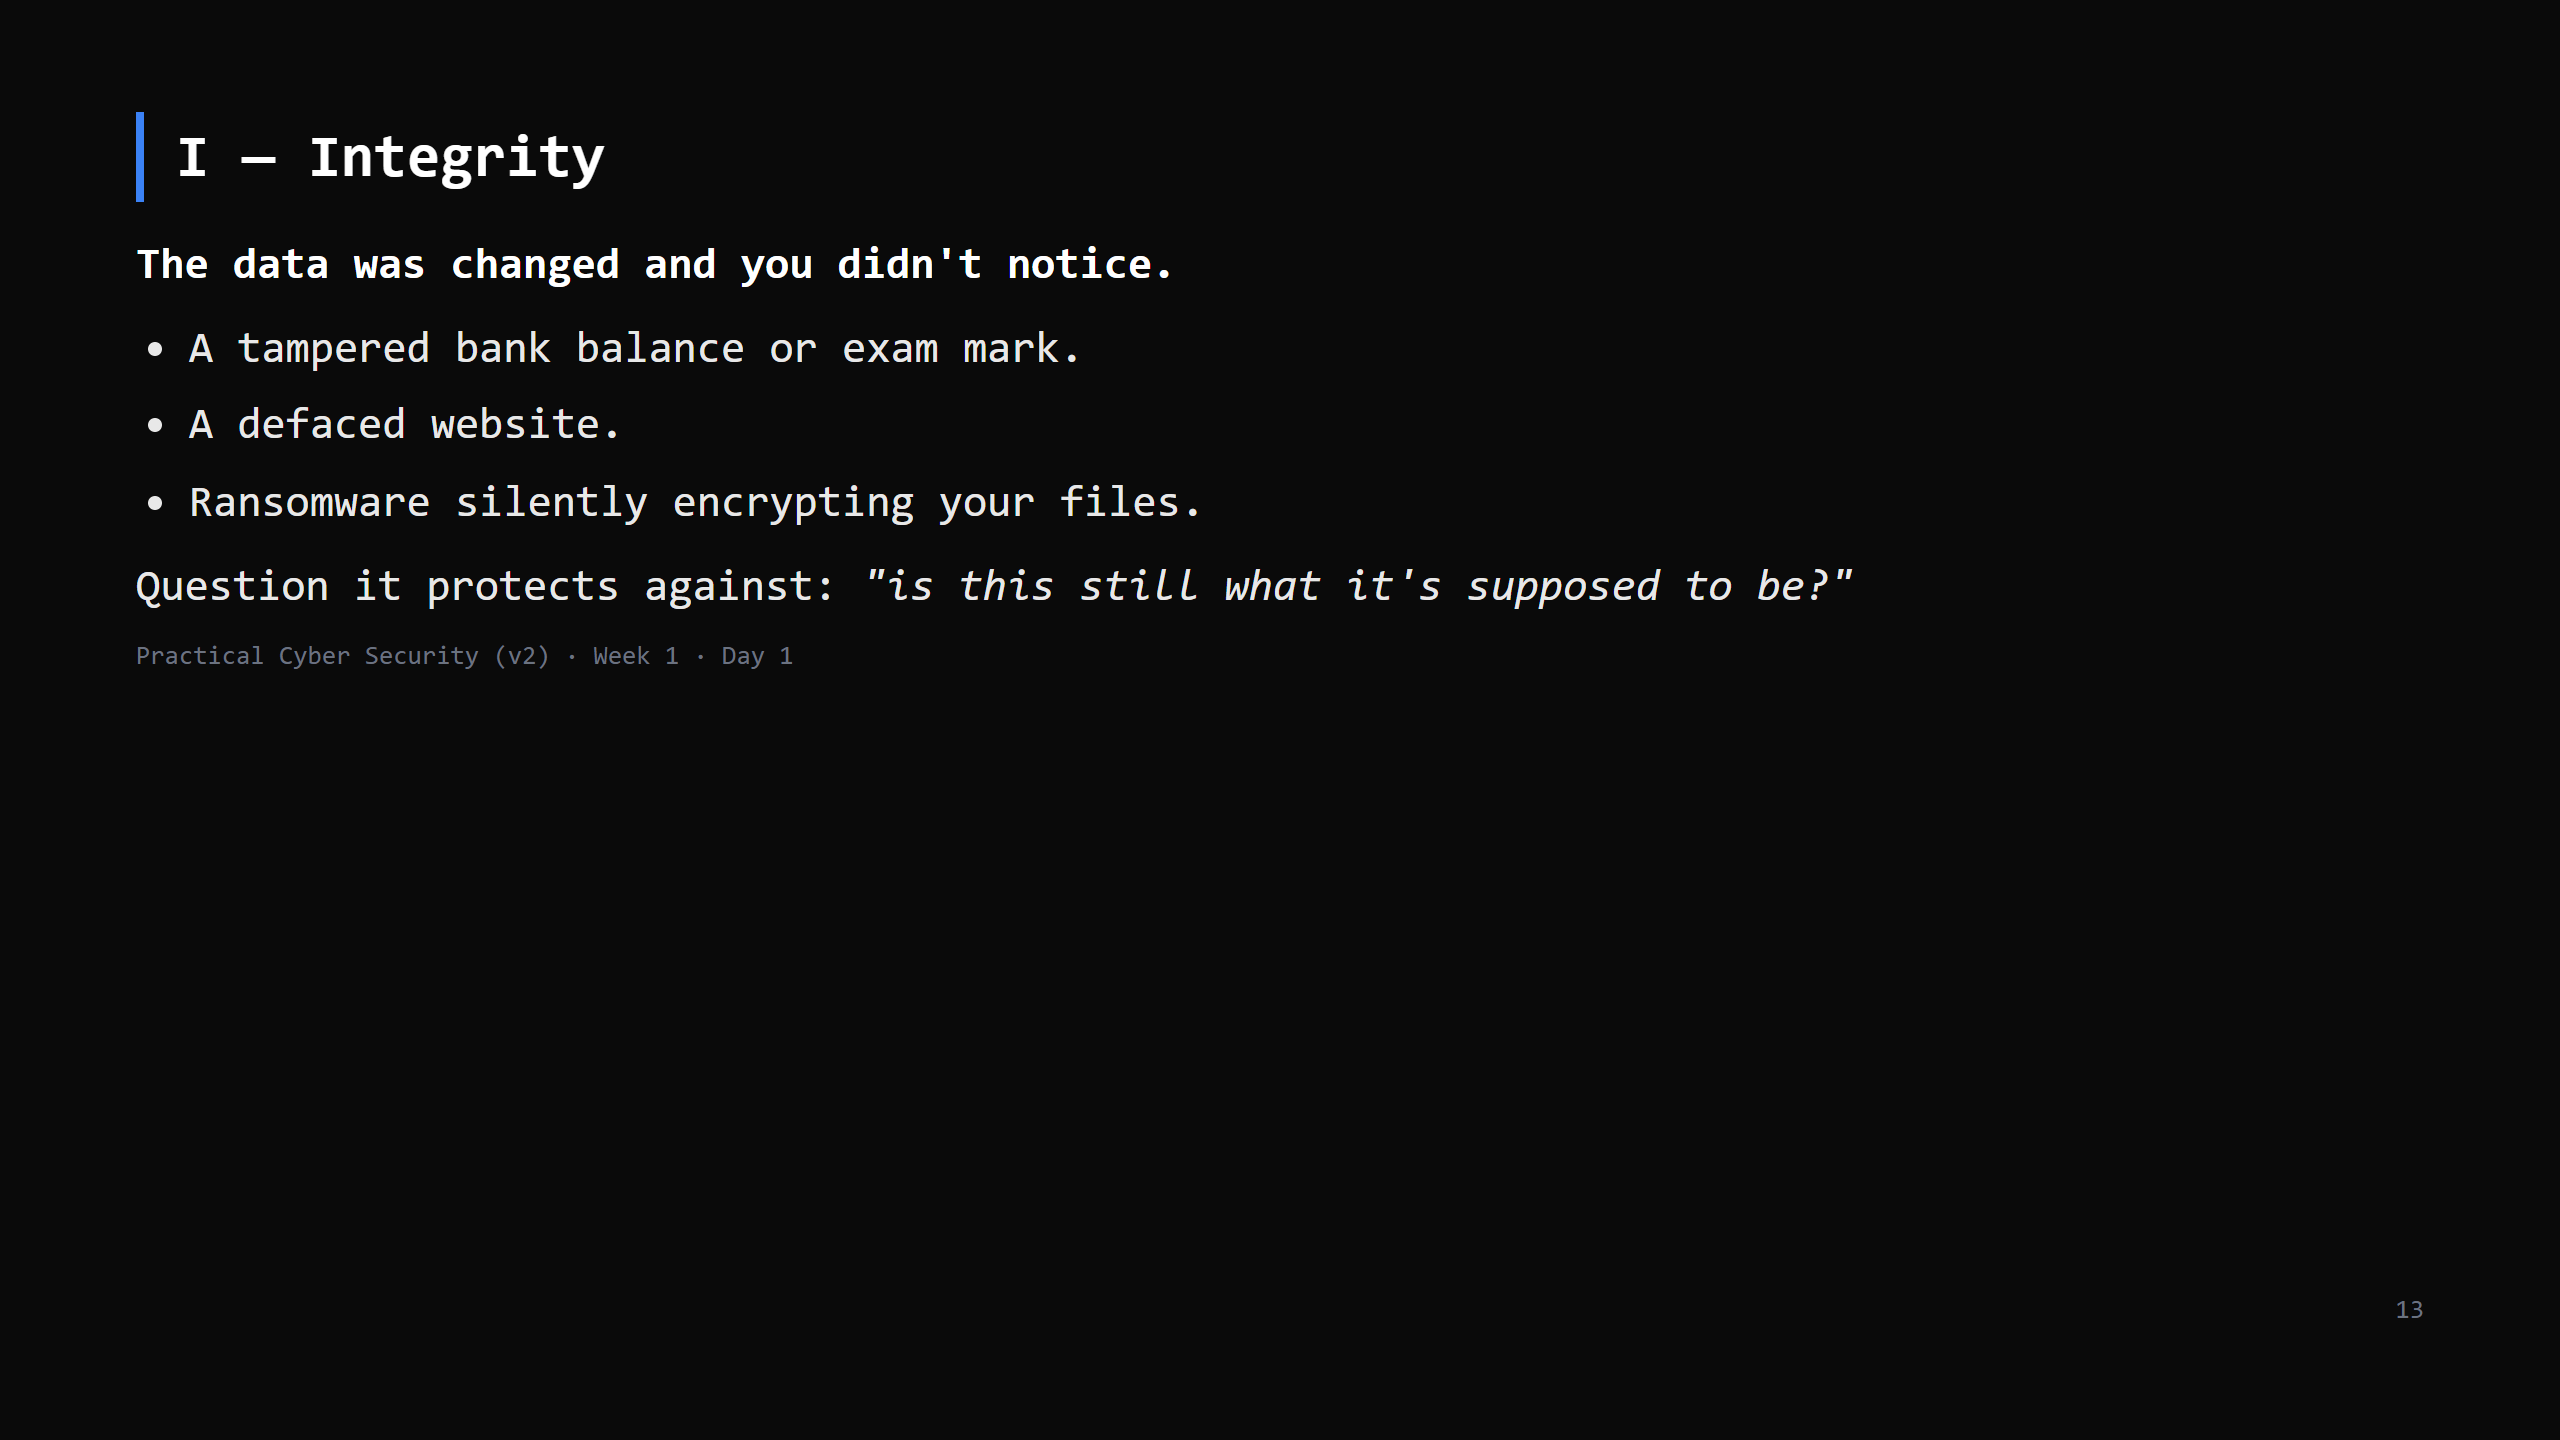 I — Integrity
The data was changed and you didn't notice.
• A tampered bank balance or exam mark.
• A defaced website.
• Ransomware silently encrypting your files.
Question it protects against: "is this still what it's supposed to be?"
Practical Cyber Security (v2) · Week 1 · Day 1
13